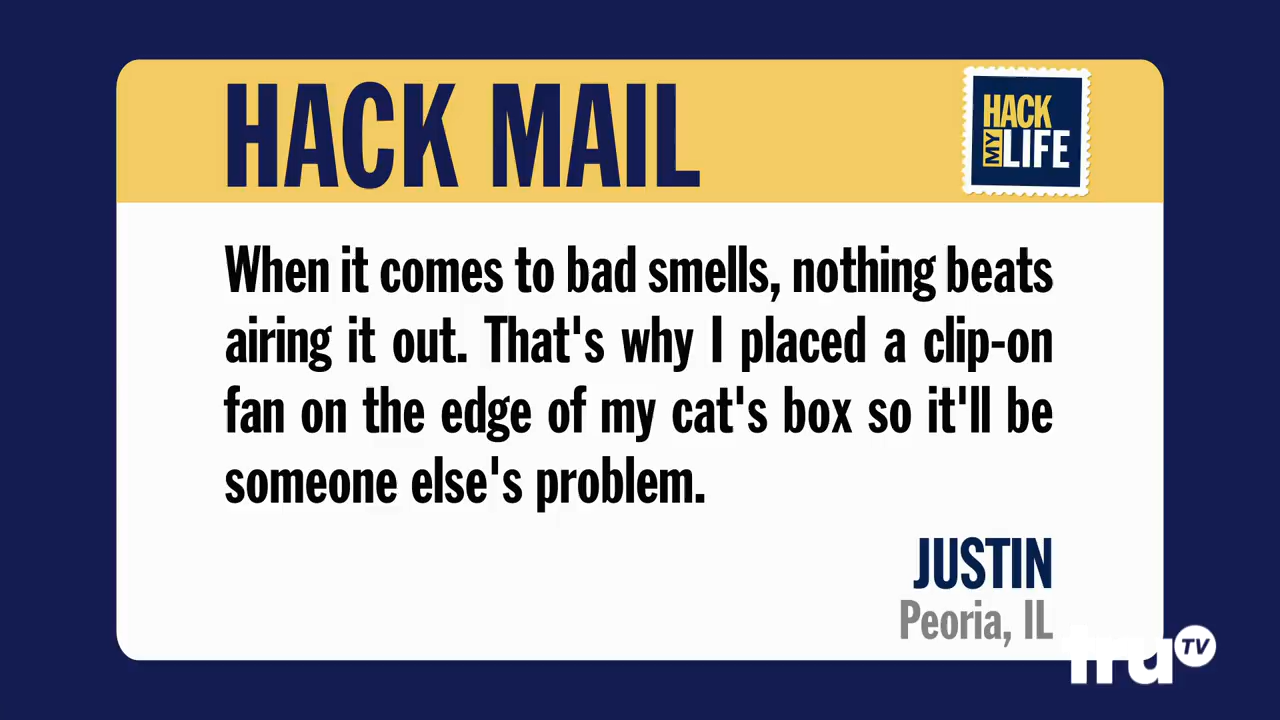 HACK MAIL
HACK
MY
LIFE
When it comes to bad smells, nothing beats
airing it out. That's why I placed a clip-on
fan on the edge of my cat's box so it'll be
someone else's problem.
JUSTIN
Peoria, IL
tru TV